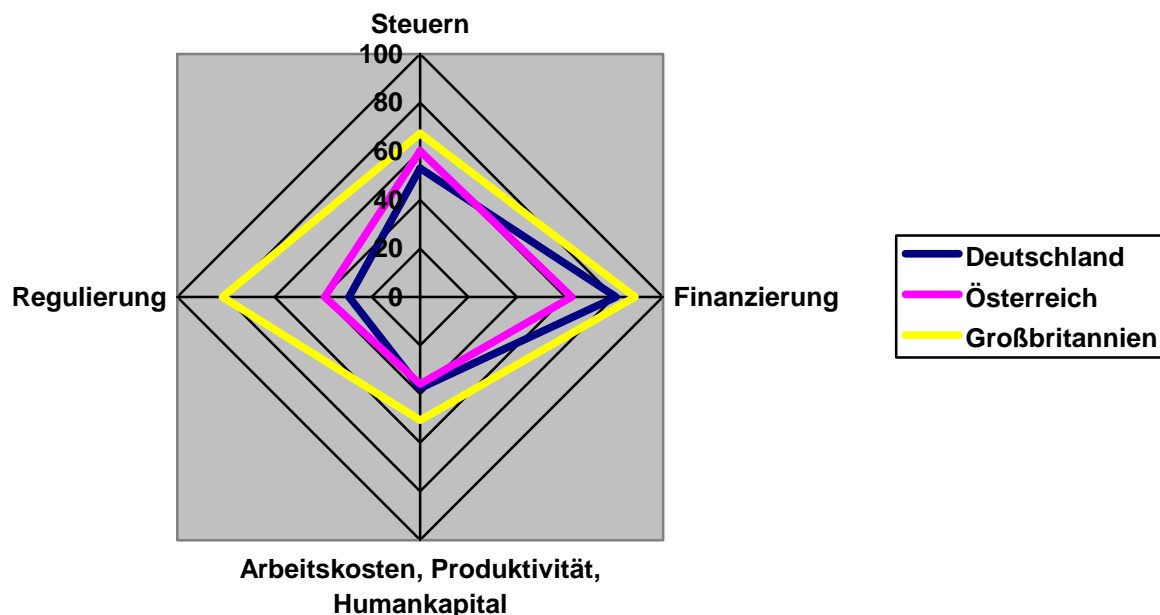 Steuern
100
80
60
40
20
0
Regulierung
Finanzierung
Deutschland
Österreich
Großbritannien
Arbeitskosten, Produktivität,
Humankapital